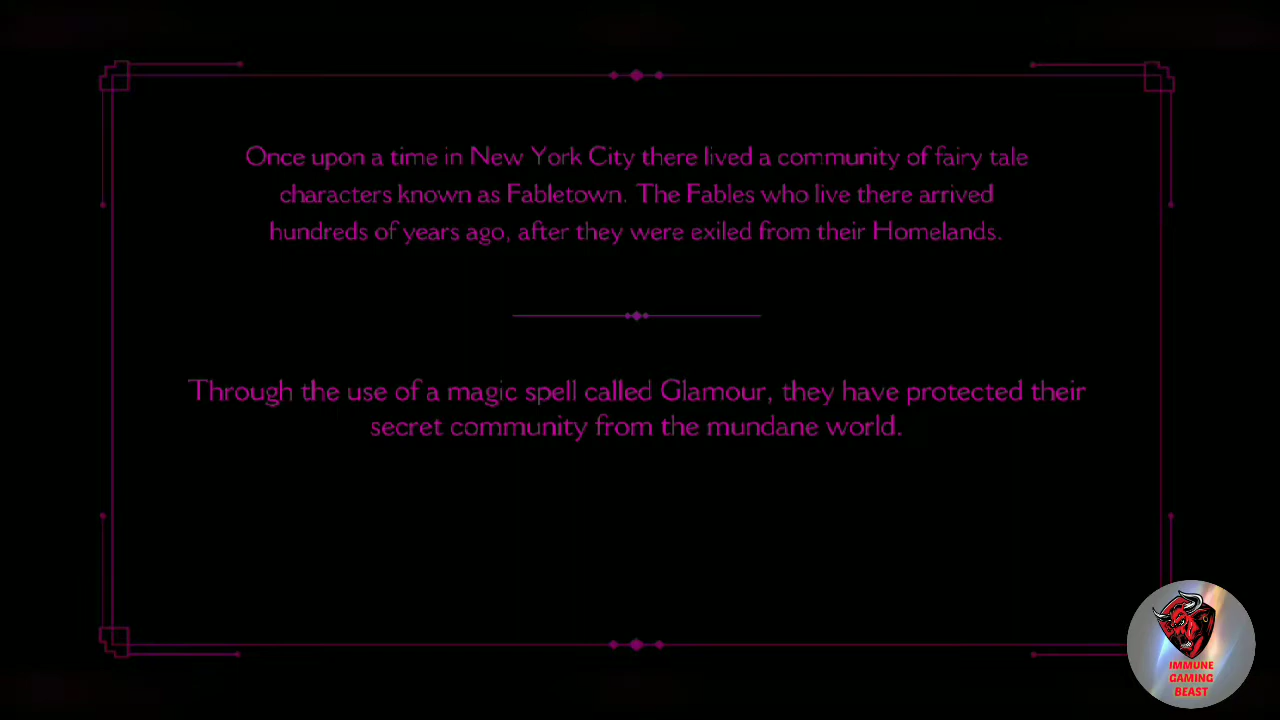 Once upon a time in New York City there lived a community of fairy tale
characters known as Fabletown. The Fables who live there arrived
hundreds of years ago, after they were exiled from their Homelands.
Through the use of a magic spell called Glamour, they have protected their
secret community from the mundane world.
IMMUNE
GAMING
BEAST